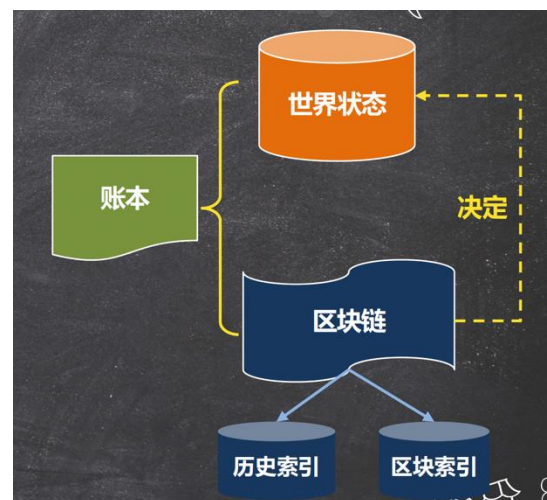 世界状态
账本
决定
区块链
历史索引
区块索引